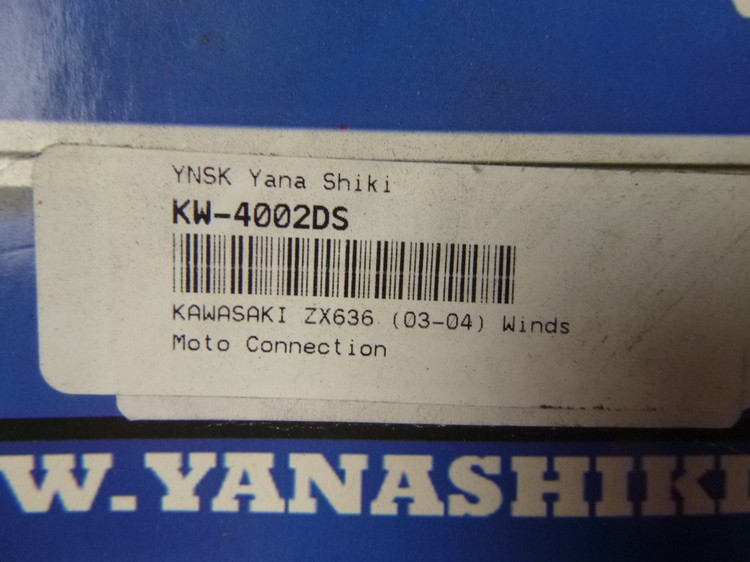 YNSK Yana Shiki
KW-4002DS
KAWASAKI ZX636 (03-04) Winds
Moto Connection
W.YANASHIKI